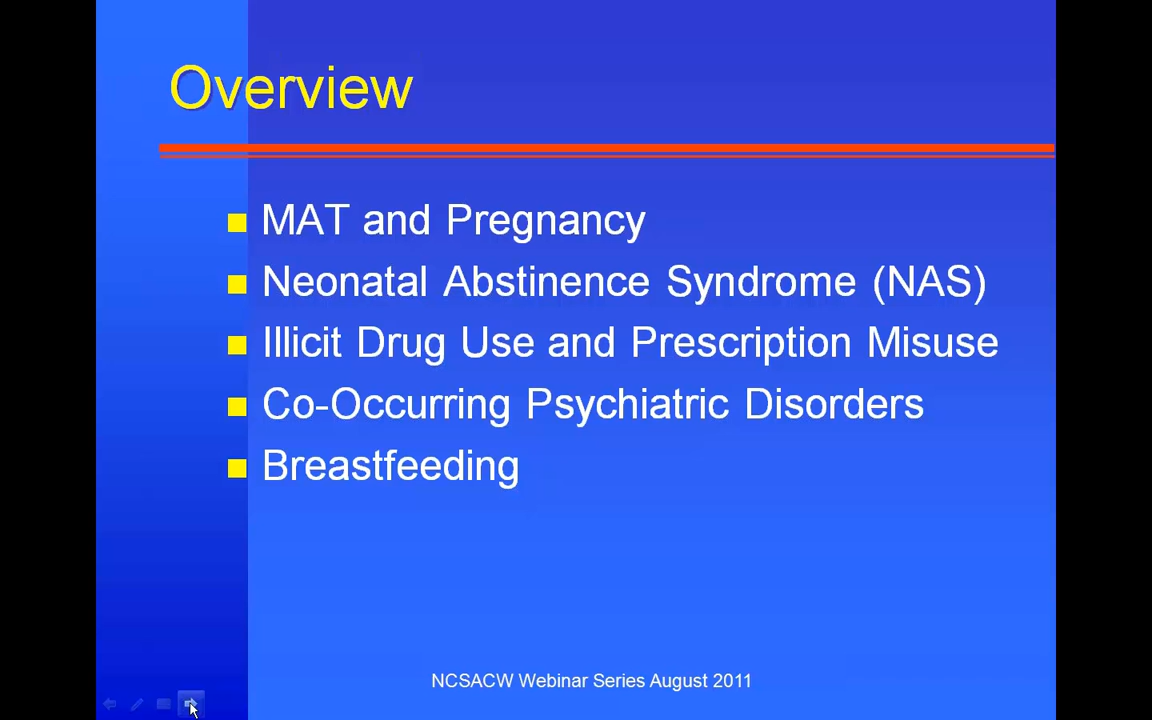 Overview
MAT and Pregnancy
Neonatal Abstinence Syndrome (NAS)
Illicit Drug Use and Prescription Misuse
Co-Occurring Psychiatric Disorders
Breastfeeding
NCSACW Webinar Series August 2011